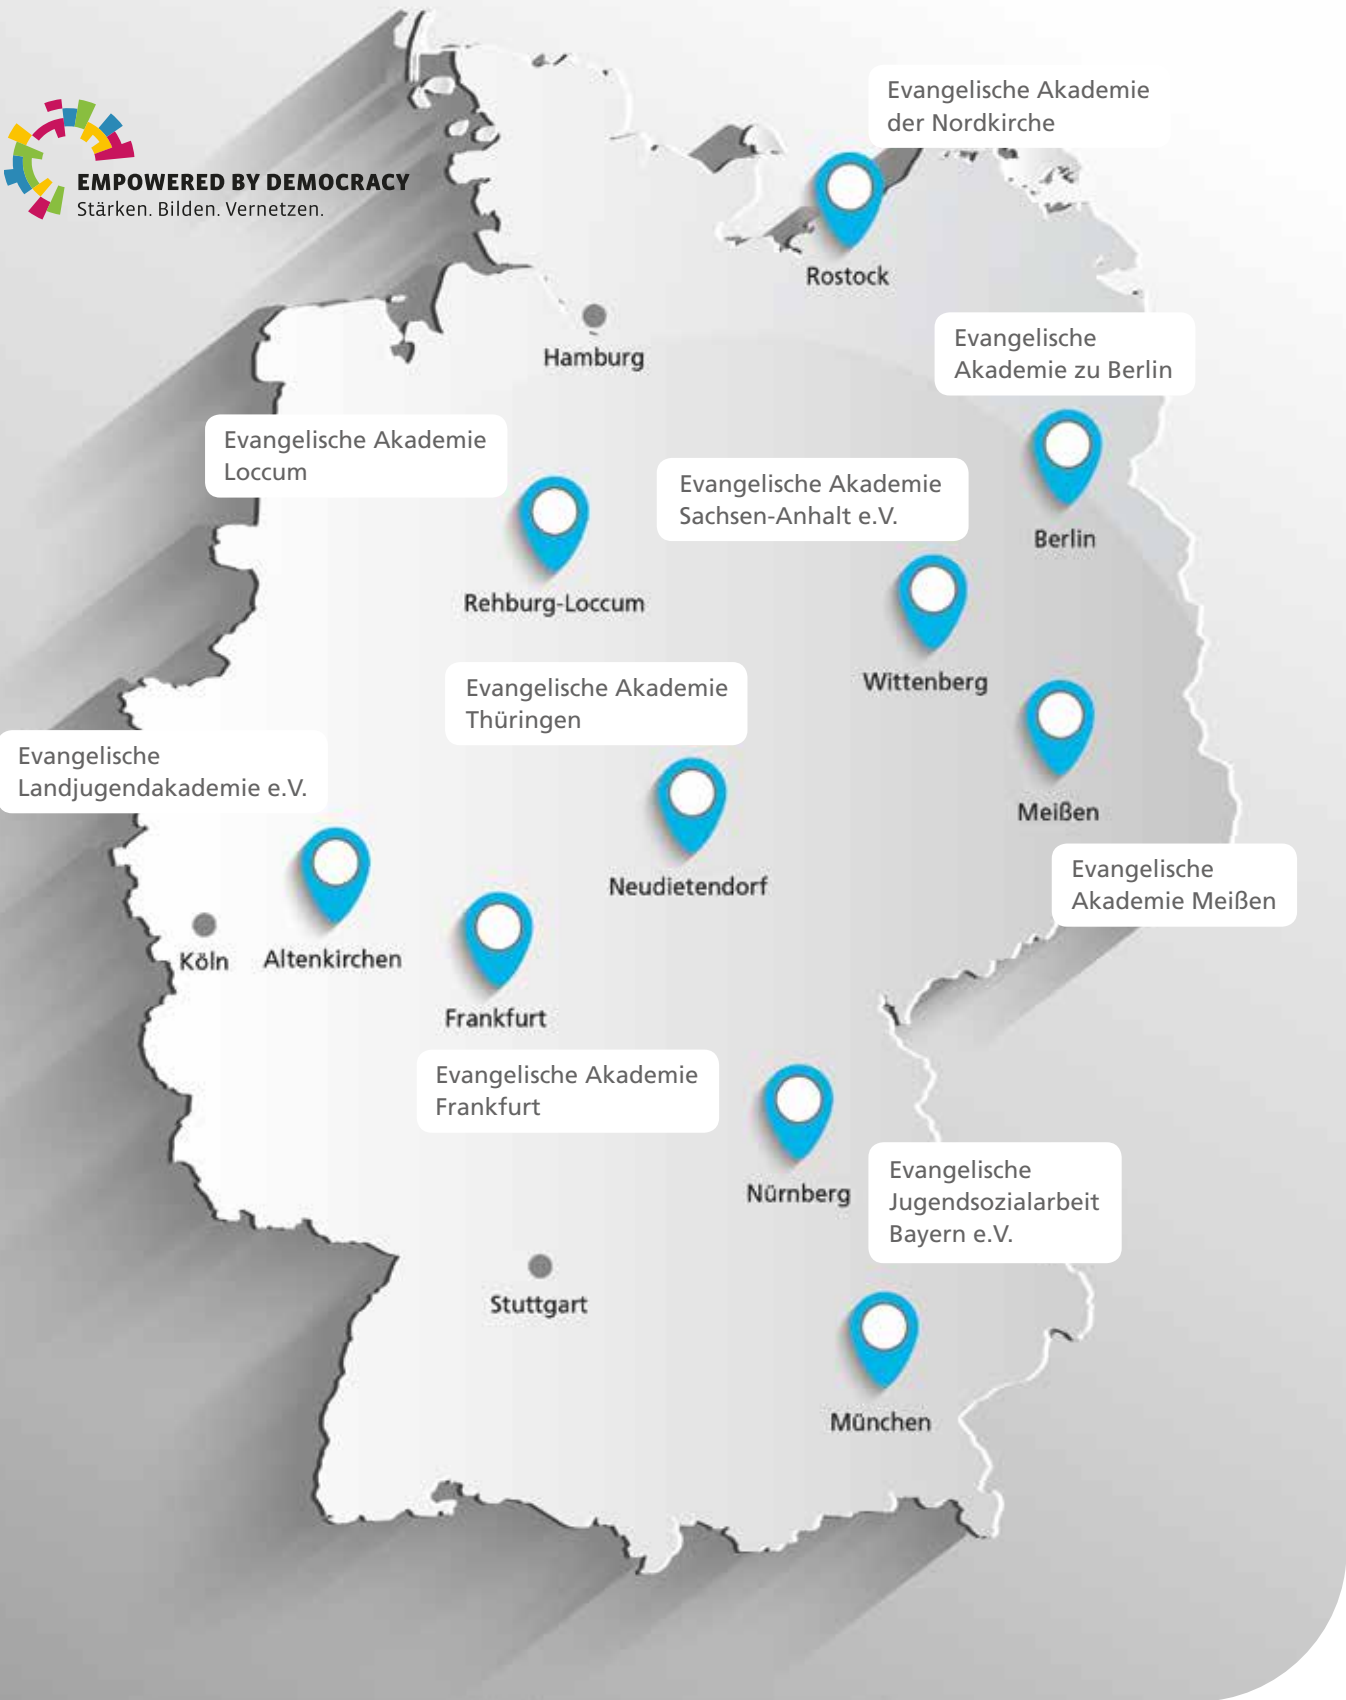 Evangelische Akademie
der Nordkirche
EMPOWERED BY DEMOCRACY
Stärken. Bilden. Vernetzen.
Rostock
Hamburg
Evangelische
Akademie zu Berlin
Evangelische Akademie
Loccum
Evangelische Akademie
Sachsen-Anhalt e.V.
Berlin
Rehburg-Loccum
Wittenberg
Evangelische Akademie
Thüringen
Evangelische
Landjugendakademie e.V.
Meißen
Neudietendorf
Evangelische
Akademie Meißen
Köln
Altenkirchen
Frankfurt
Evangelische Akademie
Frankfurt
Nürnberg
Evangelische
Jugendsozialarbeit
Bayern e.V.
Stuttgart
München